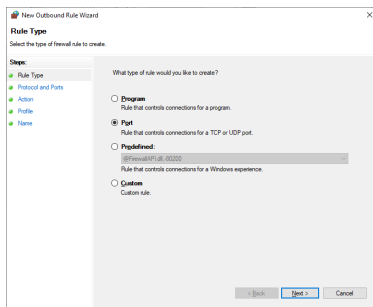 New Outbound Rule Wizard
Rule Type
Select the type of firewall rule to create.
Steps:
Rule Type
Protocol and Ports
Action
Profile
Name
What type of rule would you like to create?
Program
Rule that controls connections for a program.
Port
Rule that controls connections for a TCP or UDP port.
Predefined:
@FirewallAPI.dll,-80200
Rule that controls connections for a Windows experience.
Custom
Custom rule.
< Back
Next >
Cancel